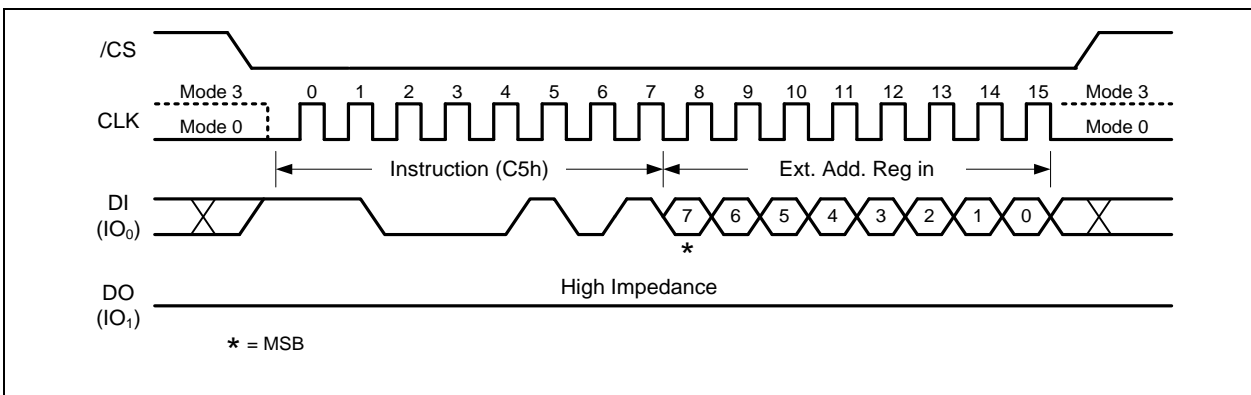 /CS
Mode 3 0 1 2 3 4 5 6 7 8 9 10 11 12 13 14 15 Mode 3
CLK
Mode 0 Mode 0
Instruction (C5h) Ext. Add. Reg in
DI
(IO₀)
7 6 5 4 3 2 1 0
*
High Impedance
DO
(IO₁)
* = MSB